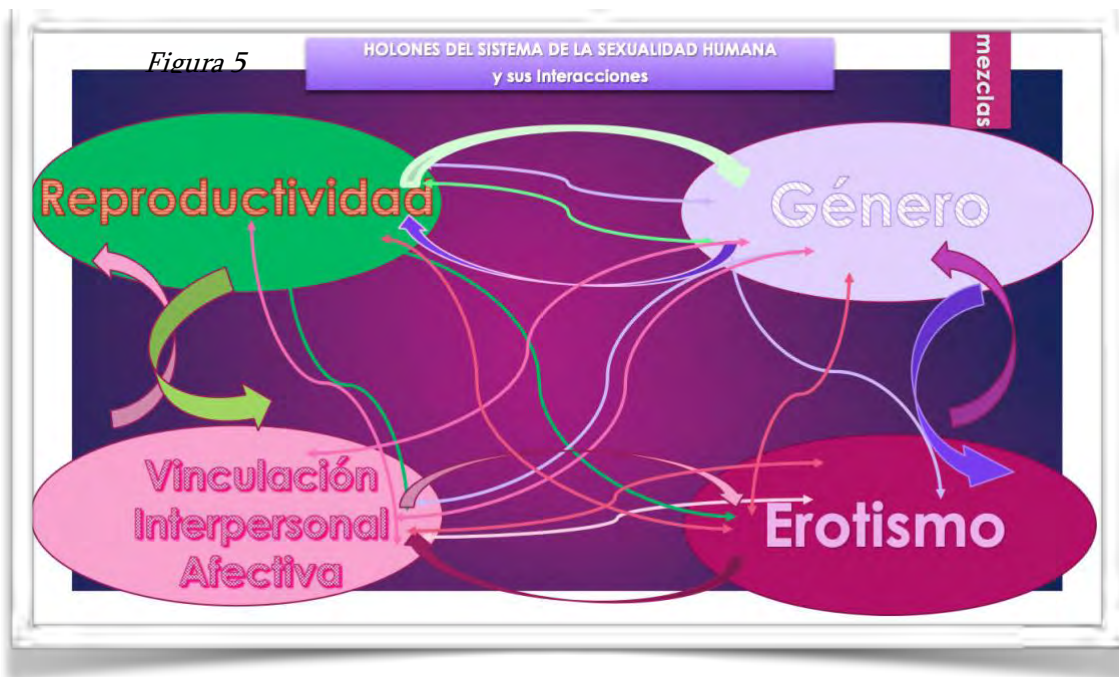 Figura 5
HOLONES DEL SISTEMA DE LA SEXUALIDAD HUMANA
y sus Interacciones
mezclas
Reproductividad
Género
Vinculación
Interpersonal
Afectiva
Erotismo